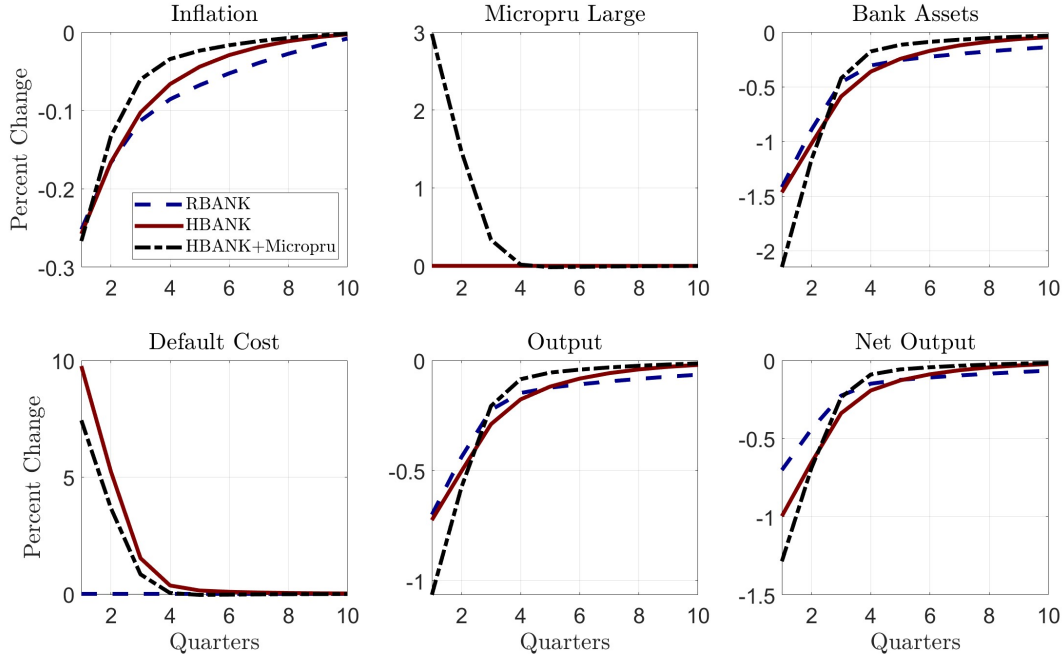 Inflation
Micropru Large
Bank Assets
0
-0.1
-0.2
-0.3
Percent Change
RBANK
HBANK
HBANK+Micropru
2 4 6 8 10
3
2
1
0
2 4 6 8 10
0
-0.5
-1
-1.5
-2
2 4 6 8 10
Default Cost
Output
Net Output
10
5
0
Percent Change
2 4 6 8 10
Quarters
0
-0.5
-1
2 4 6 8 10
Quarters
0
-0.5
-1
-1.5
2 4 6 8 10
Quarters